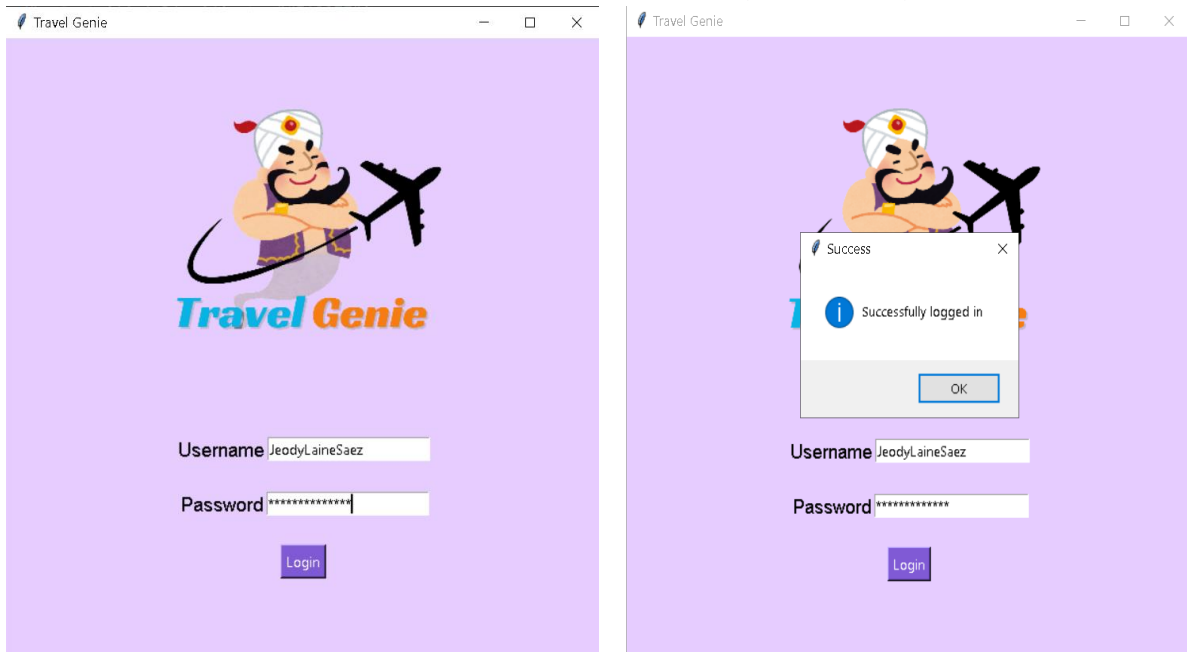 Travel Genie
Travel Genie
Username JeodyLaineSaez
Password **************
Login
Travel Genie
Success
Successfully logged in
OK
T e
Username JeodyLaineSaez
Password *************
Login